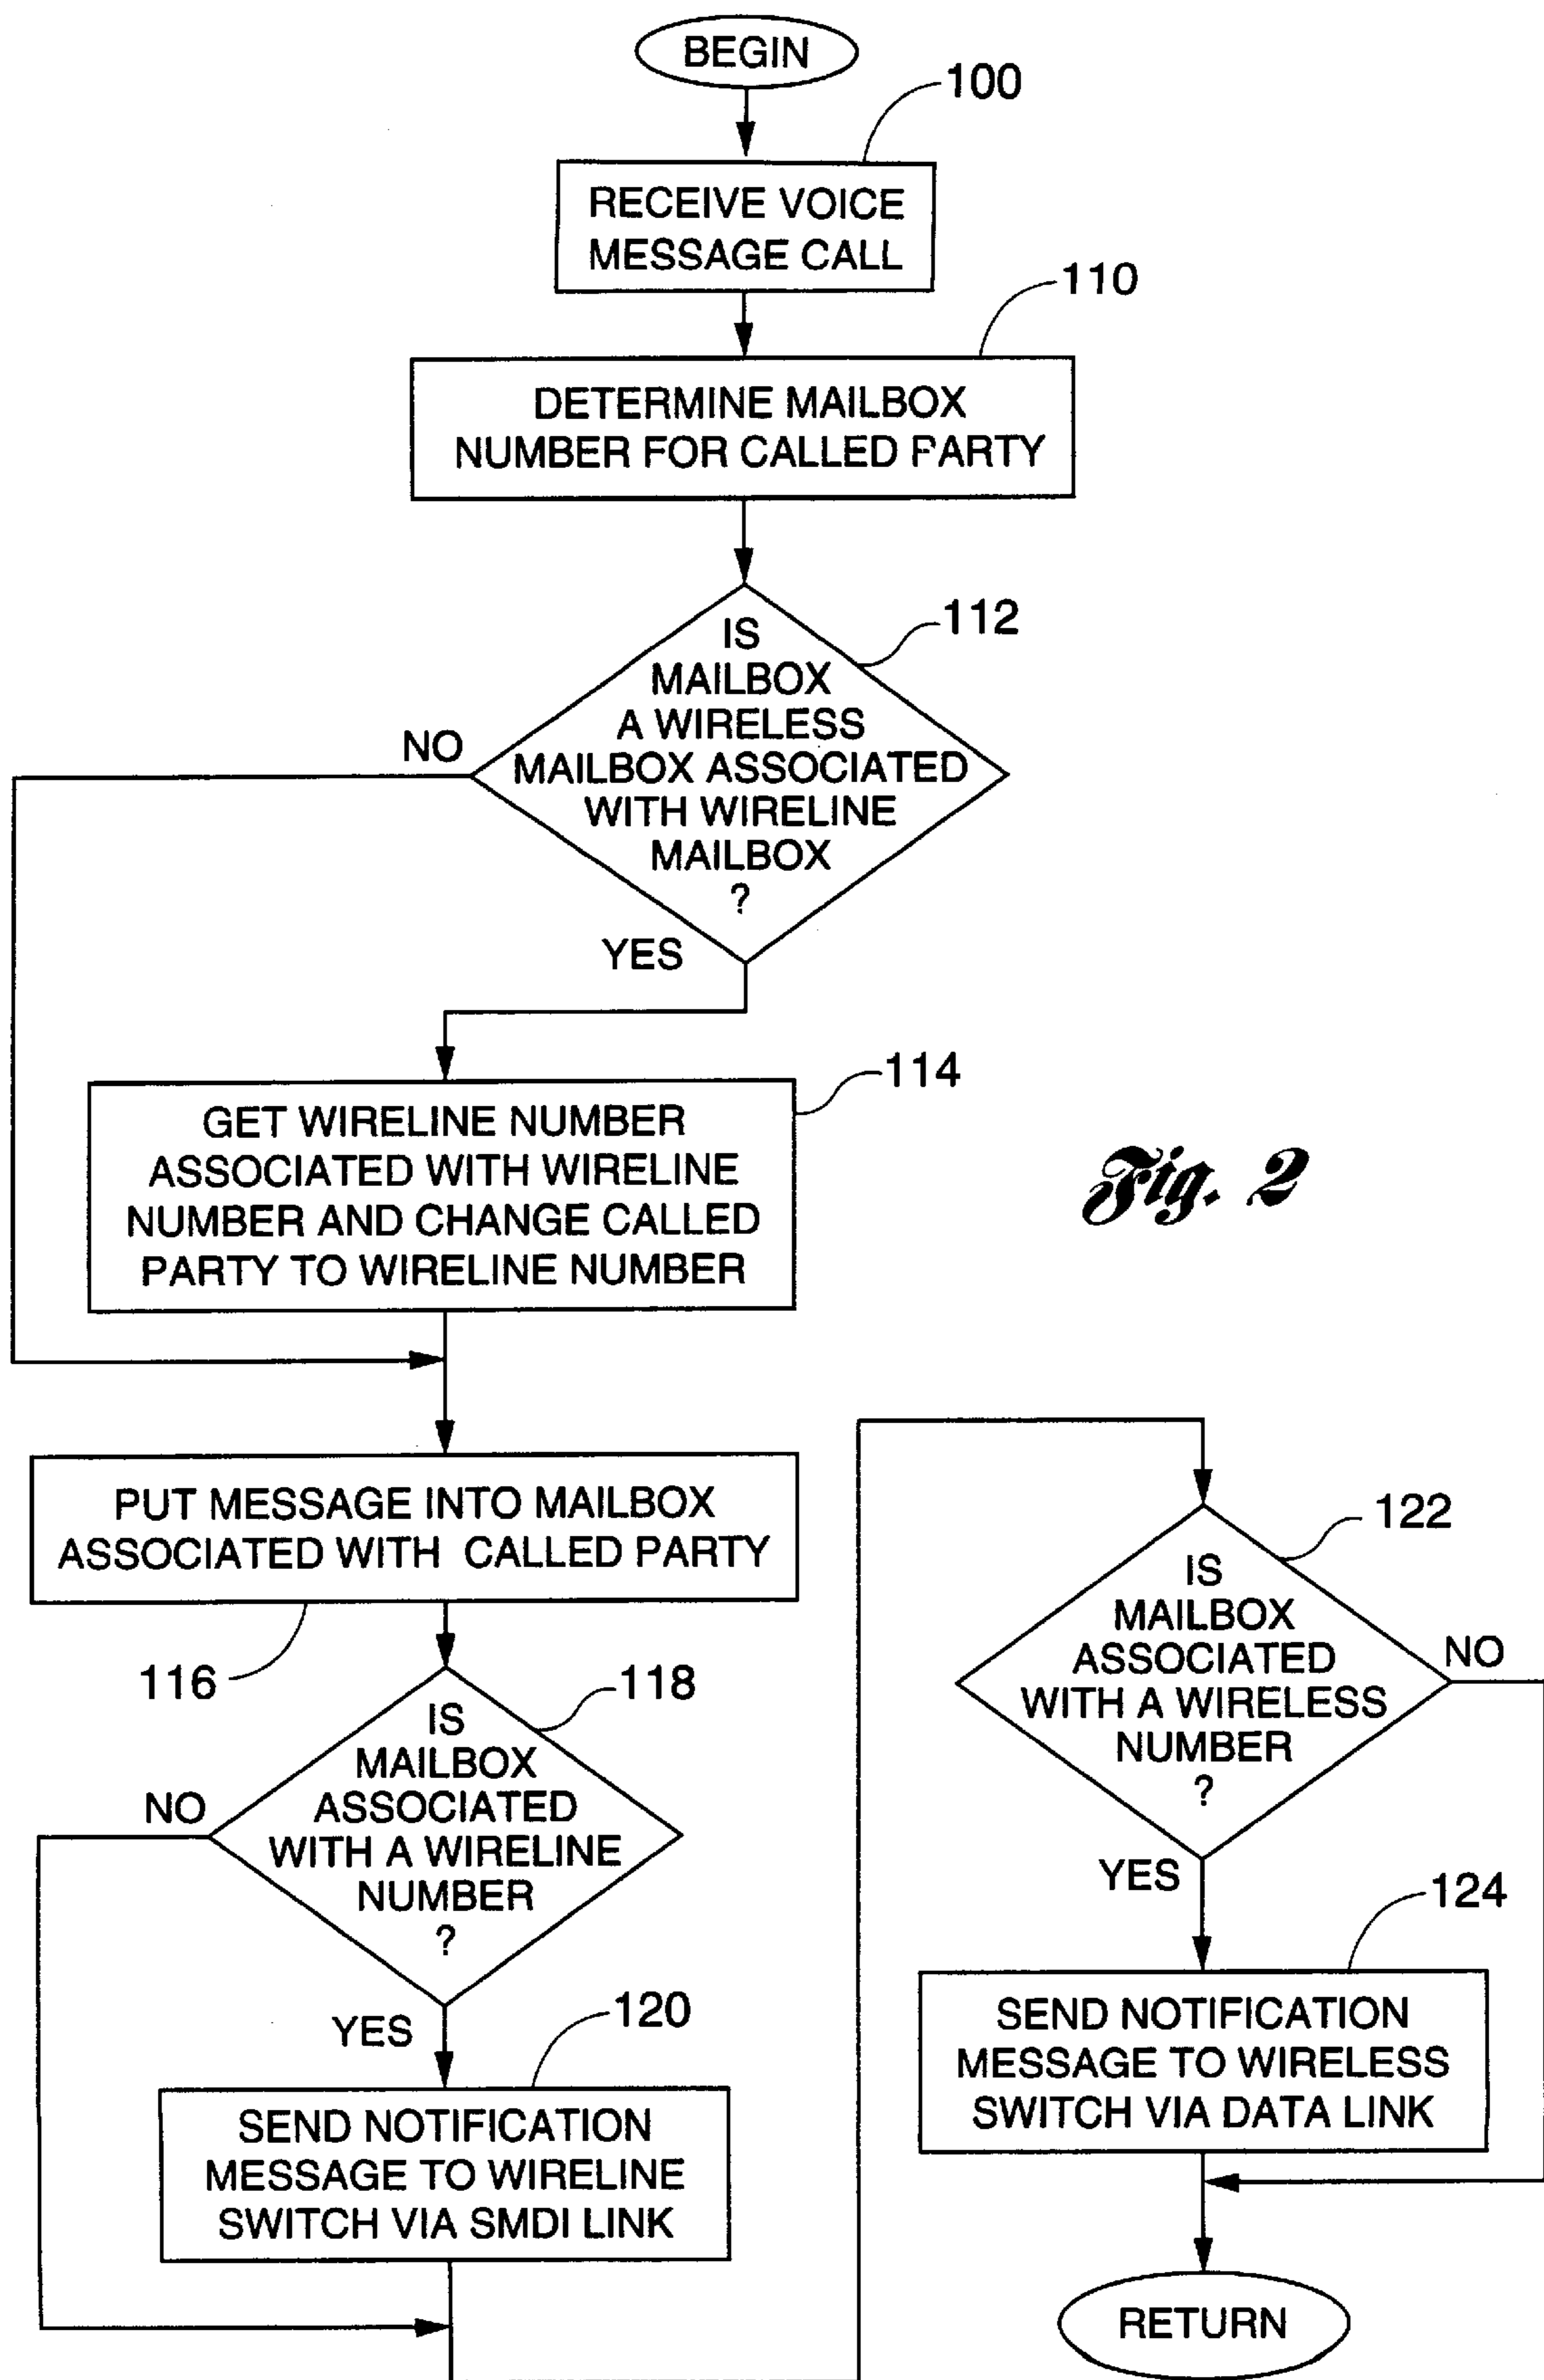 BEGIN
100
RECEIVE VOICE
MESSAGE CALL
110
DETERMINE MAILBOX
NUMBER FOR CALLED PARTY
112
IS
MAILBOX
A WIRELESS
MAILBOX ASSOCIATED
WITH WIRELINE
MAILBOX
?
NO
YES
114
GET WIRELINE NUMBER
ASSOCIATED WITH WIRELINE
NUMBER AND CHANGE CALLED
PARTY TO WIRELINE NUMBER
Fig. 2
PUT MESSAGE INTO MAILBOX
ASSOCIATED WITH CALLED PARTY
116
118
IS
MAILBOX
ASSOCIATED
WITH A WIRELINE
NUMBER
?
NO
YES
120
SEND NOTIFICATION
MESSAGE TO WIRELINE
SWITCH VIA SMDI LINK
122
IS
MAILBOX
ASSOCIATED
WITH A WIRELESS
NUMBER
?
NO
YES
124
SEND NOTIFICATION
MESSAGE TO WIRELESS
SWITCH VIA DATA LINK
RETURN